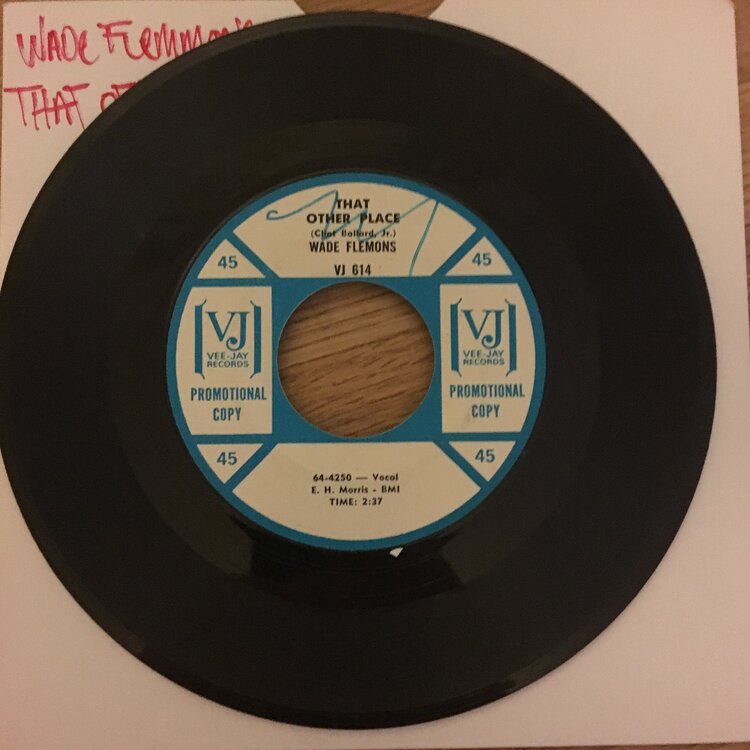 WADE Flemmons
THAT
THAT
OTHER PLACE
(Clint Ballard, Jr.)
WADE FLEMONS
VJ 614
45
45
VJ
VEE-JAY
RECORDS
PROMOTIONAL
COPY
VJ
VEE-JAY
RECORDS
PROMOTIONAL
COPY
45
45
64-4250 — Vocal
E. H. Morris - BMI
TIME: 2:37